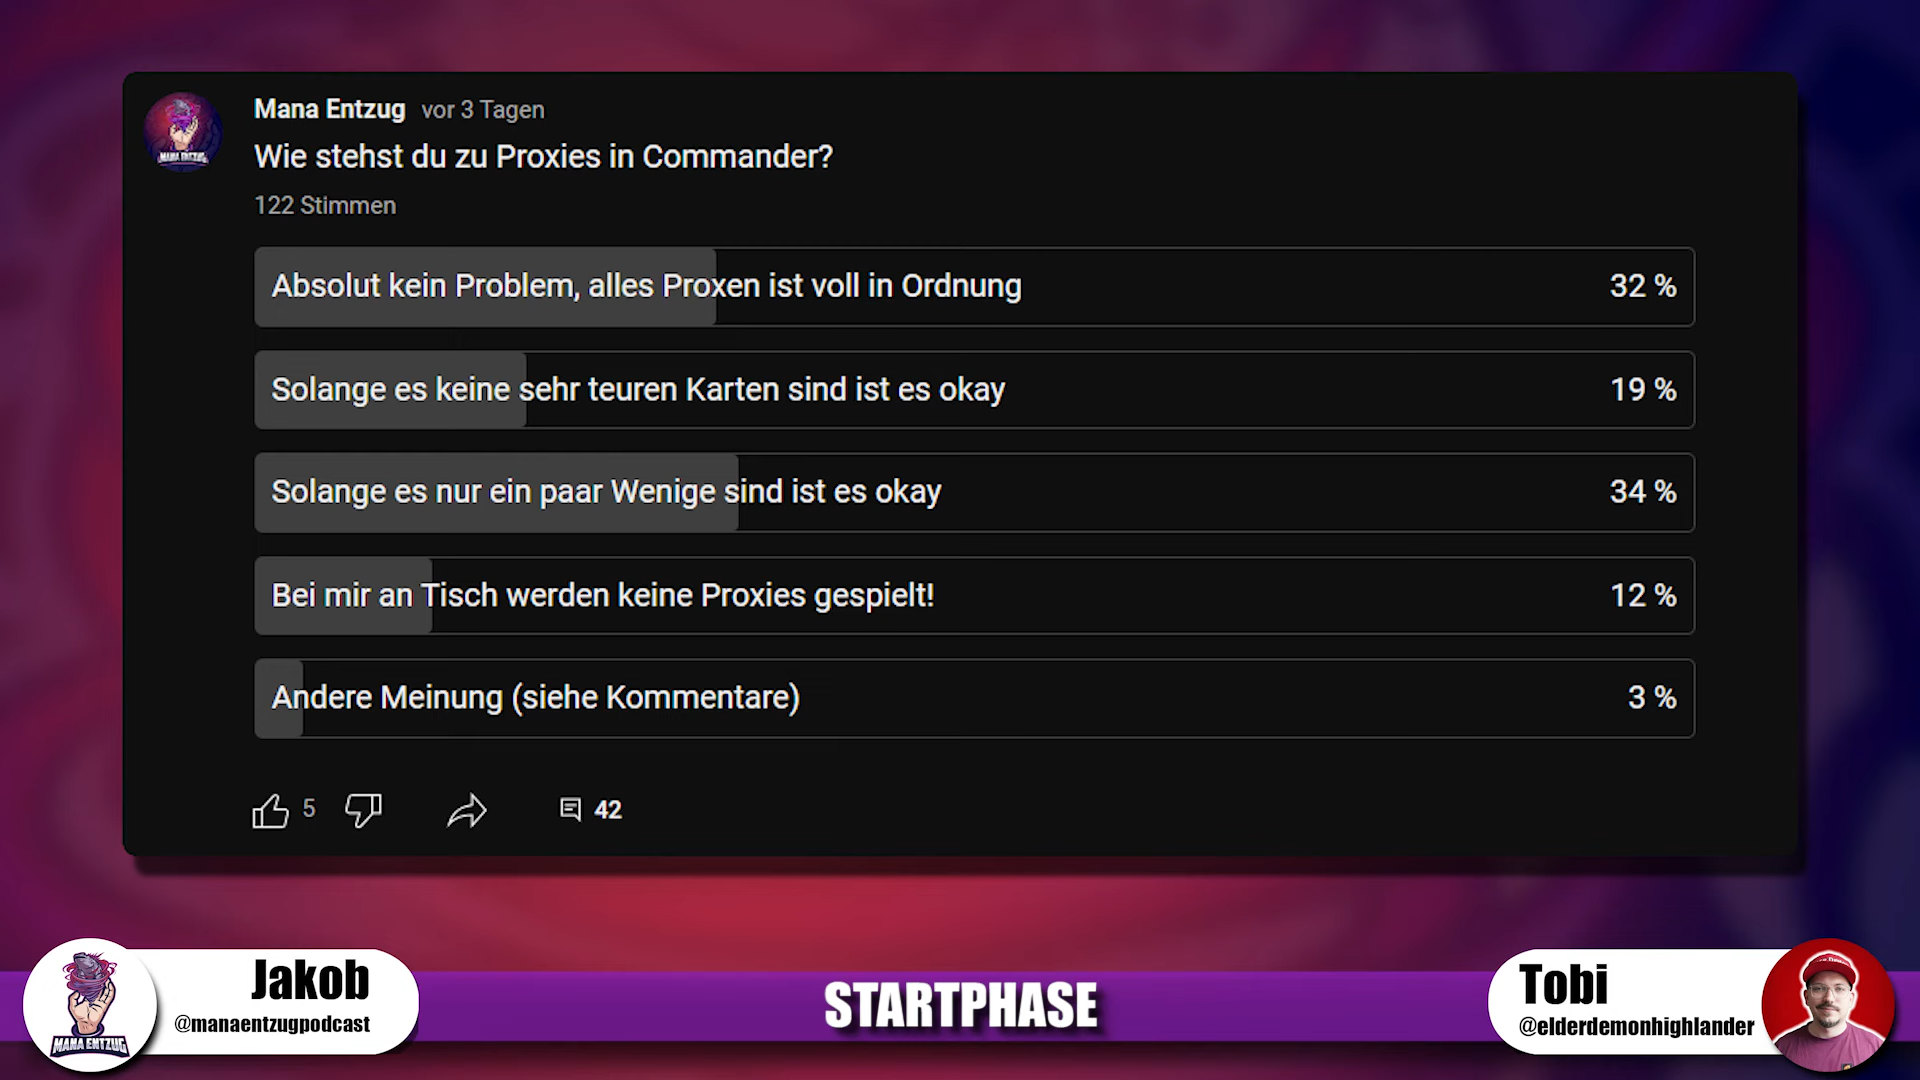 Mana Entzug vor 3 Tagen
Wie stehst du zu Proxies in Commander?
122 Stimmen
Absolut kein Problem, alles Proxen ist voll in Ordnung 32 %
Solange es keine sehr teuren Karten sind ist es okay 19 %
Solange es nur ein paar Wenige sind ist es okay 34 %
Bei mir an Tisch werden keine Proxies gespielt! 12 %
Andere Meinung (siehe Kommentare) 3 %
5 42
Jakob
@manaentzugpodcast
MANA ENTZUG
STARTPHASE
Tobi
@elderdemonhighlander